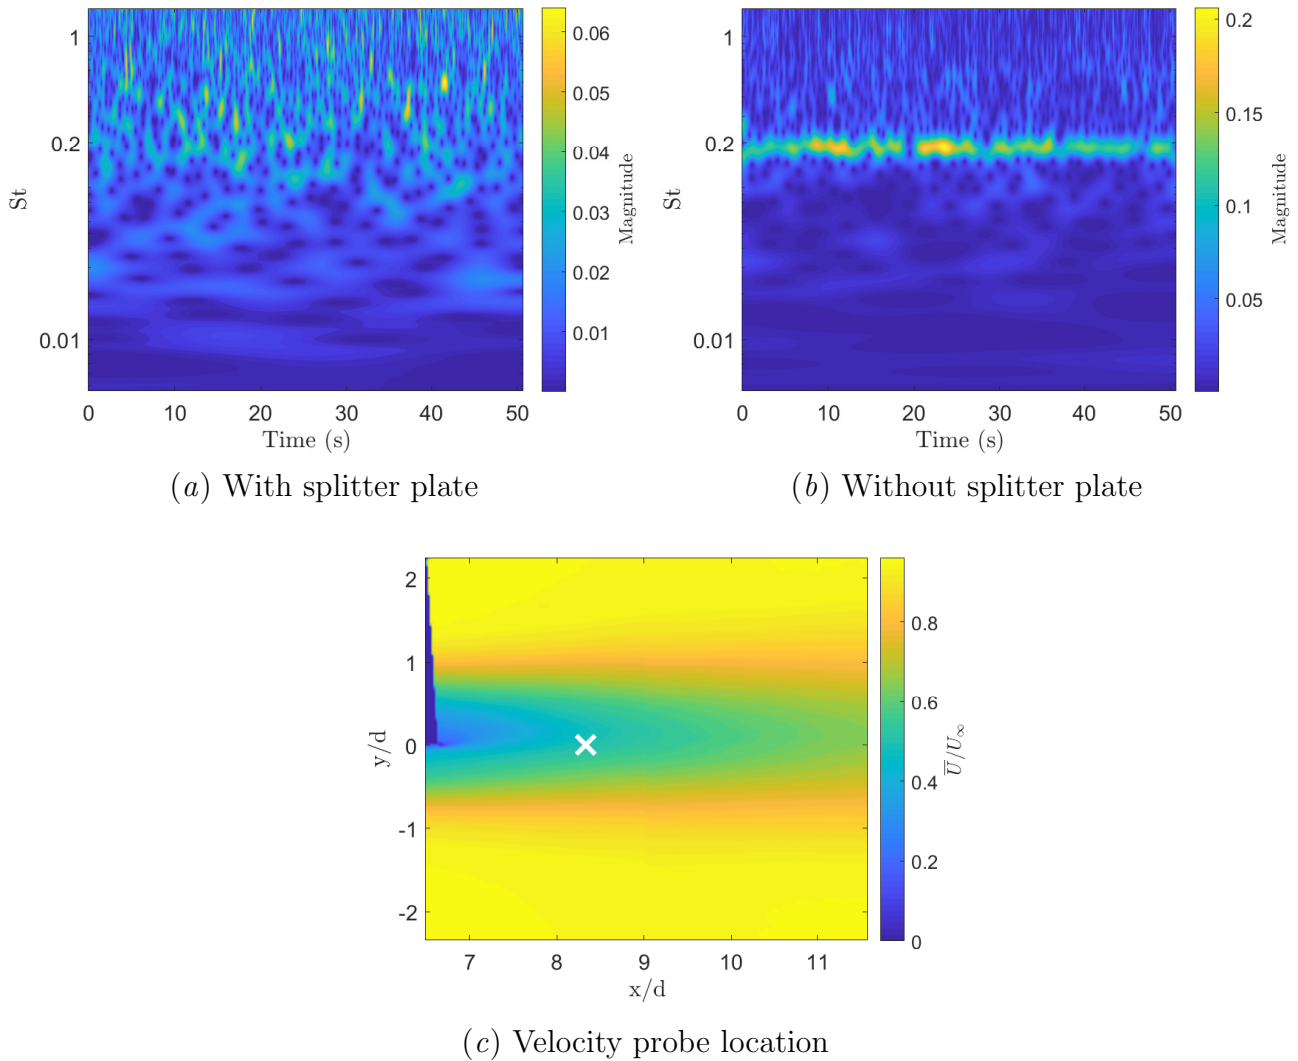 1
0.2
0.01
St
0 10 20 30 40 50
Time (s)
0.06
0.05
0.04
0.03
0.02
0.01
Magnitude
(a) With splitter plate
1
0.2
0.01
St
0 10 20 30 40 50
Time (s)
0.2
0.15
0.1
0.05
Magnitude
(b) Without splitter plate
2
1
0
-1
-2
y/d
7 8 9 10 11
x/d
0.8
0.6
0.4
0.2
0
U̅/U∞
(c) Velocity probe location